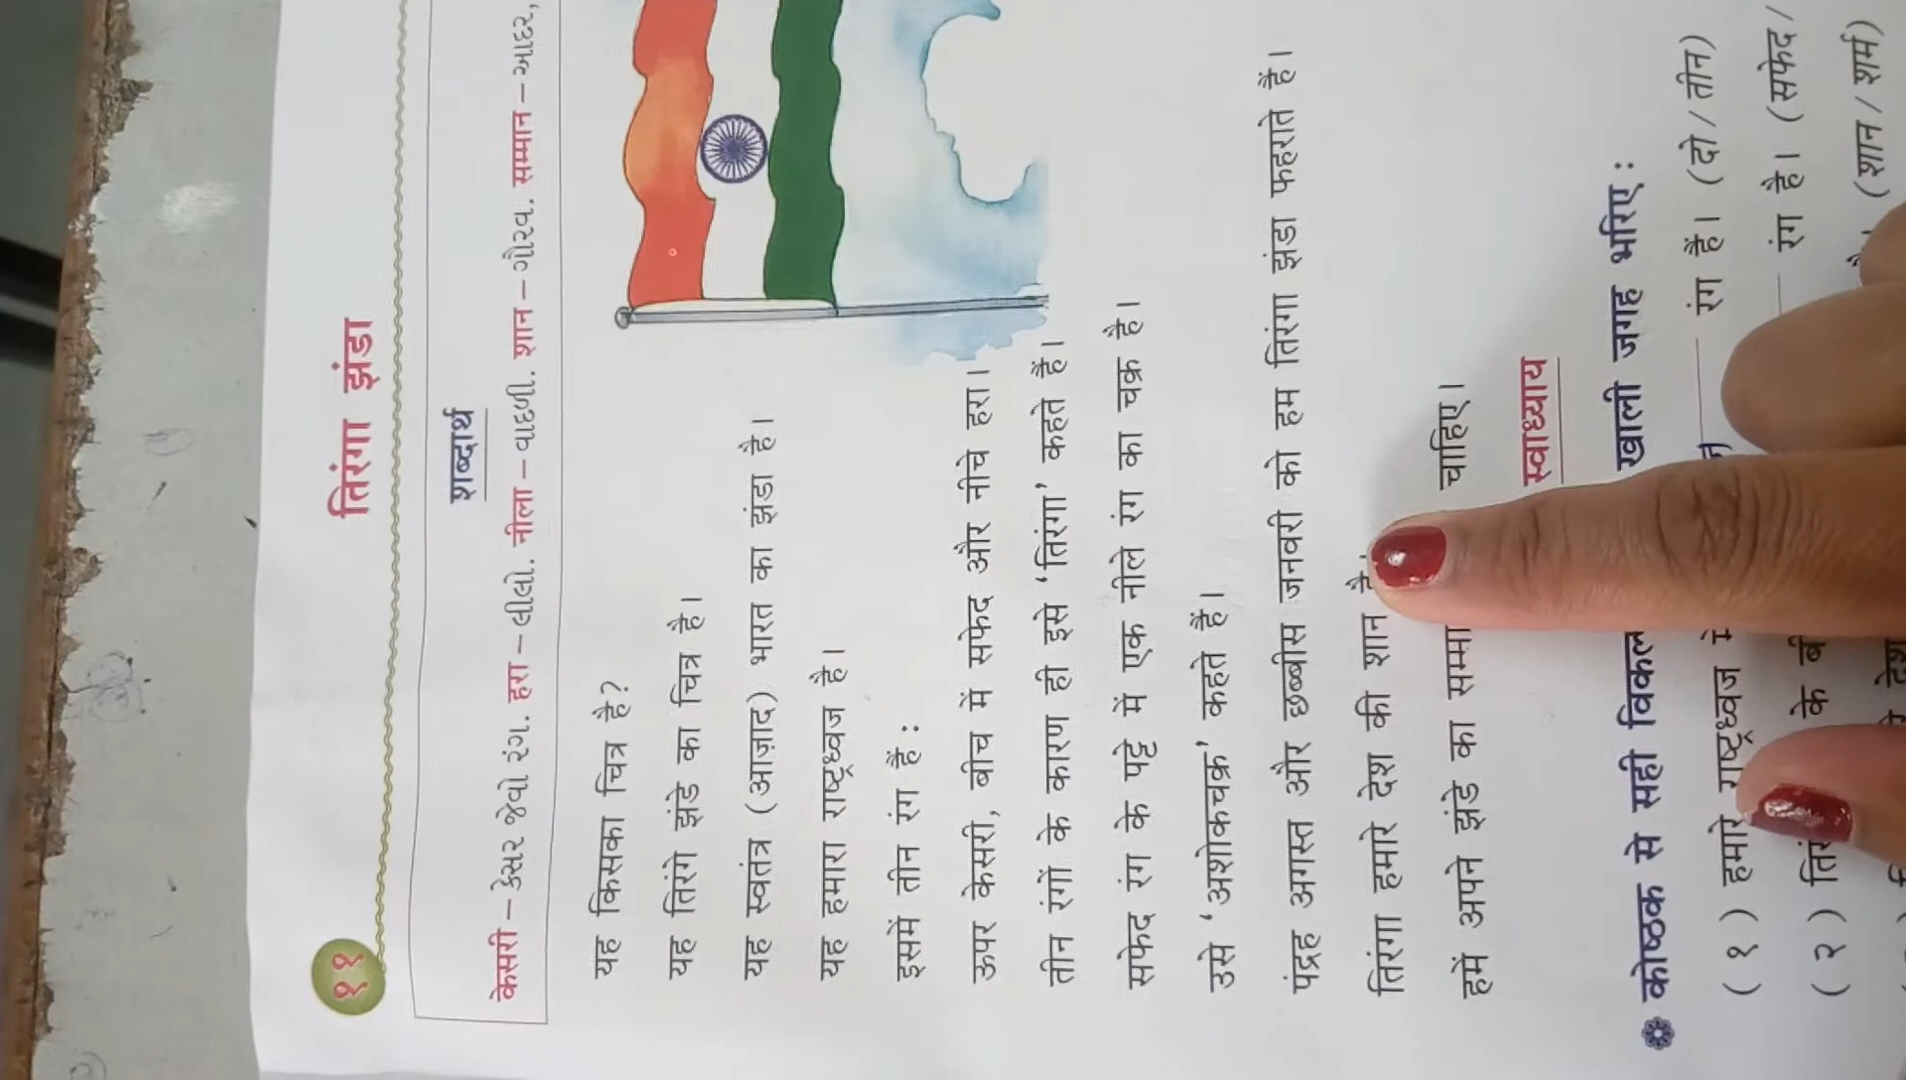 ११
तिरंगा झंडा
शब्दार्थ
केसरी – કેસર જેવો રંગ. हरा – લીલો. नीला – વાદળી. शान – ગૌરવ. सम्मान – આદર,
यह किसका चित्र है?
यह तिरंगे झंडे का चित्र है।
यह स्वतंत्र (आज़ाद) भारत का झंडा है।
यह हमारा राष्ट्रध्वज है।
इसमें तीन रंग हैं :
ऊपर केसरी, बीच में सफेद और नीचे हरा।
तीन रंगों के कारण ही इसे 'तिरंगा' कहते हैं।
सफेद रंग के पट्टे में एक नीले रंग का चक्र है।
उसे 'अशोकचक्र' कहते हैं।
पंद्रह अगस्त और छब्बीस जनवरी को हम तिरंगा झंडा फहराते हैं।
तिरंगा हमारे देश की शान है।
हमें अपने झंडे का चाहिए।
स्वाध्याय
कोष्ठक से सही खाली जगह भरिए :
(१) हमारे राष्ट्रध्वज रंग हैं। (दो / तीन)
(२) के रंग है। (सफेद /
(शान / शर्म)